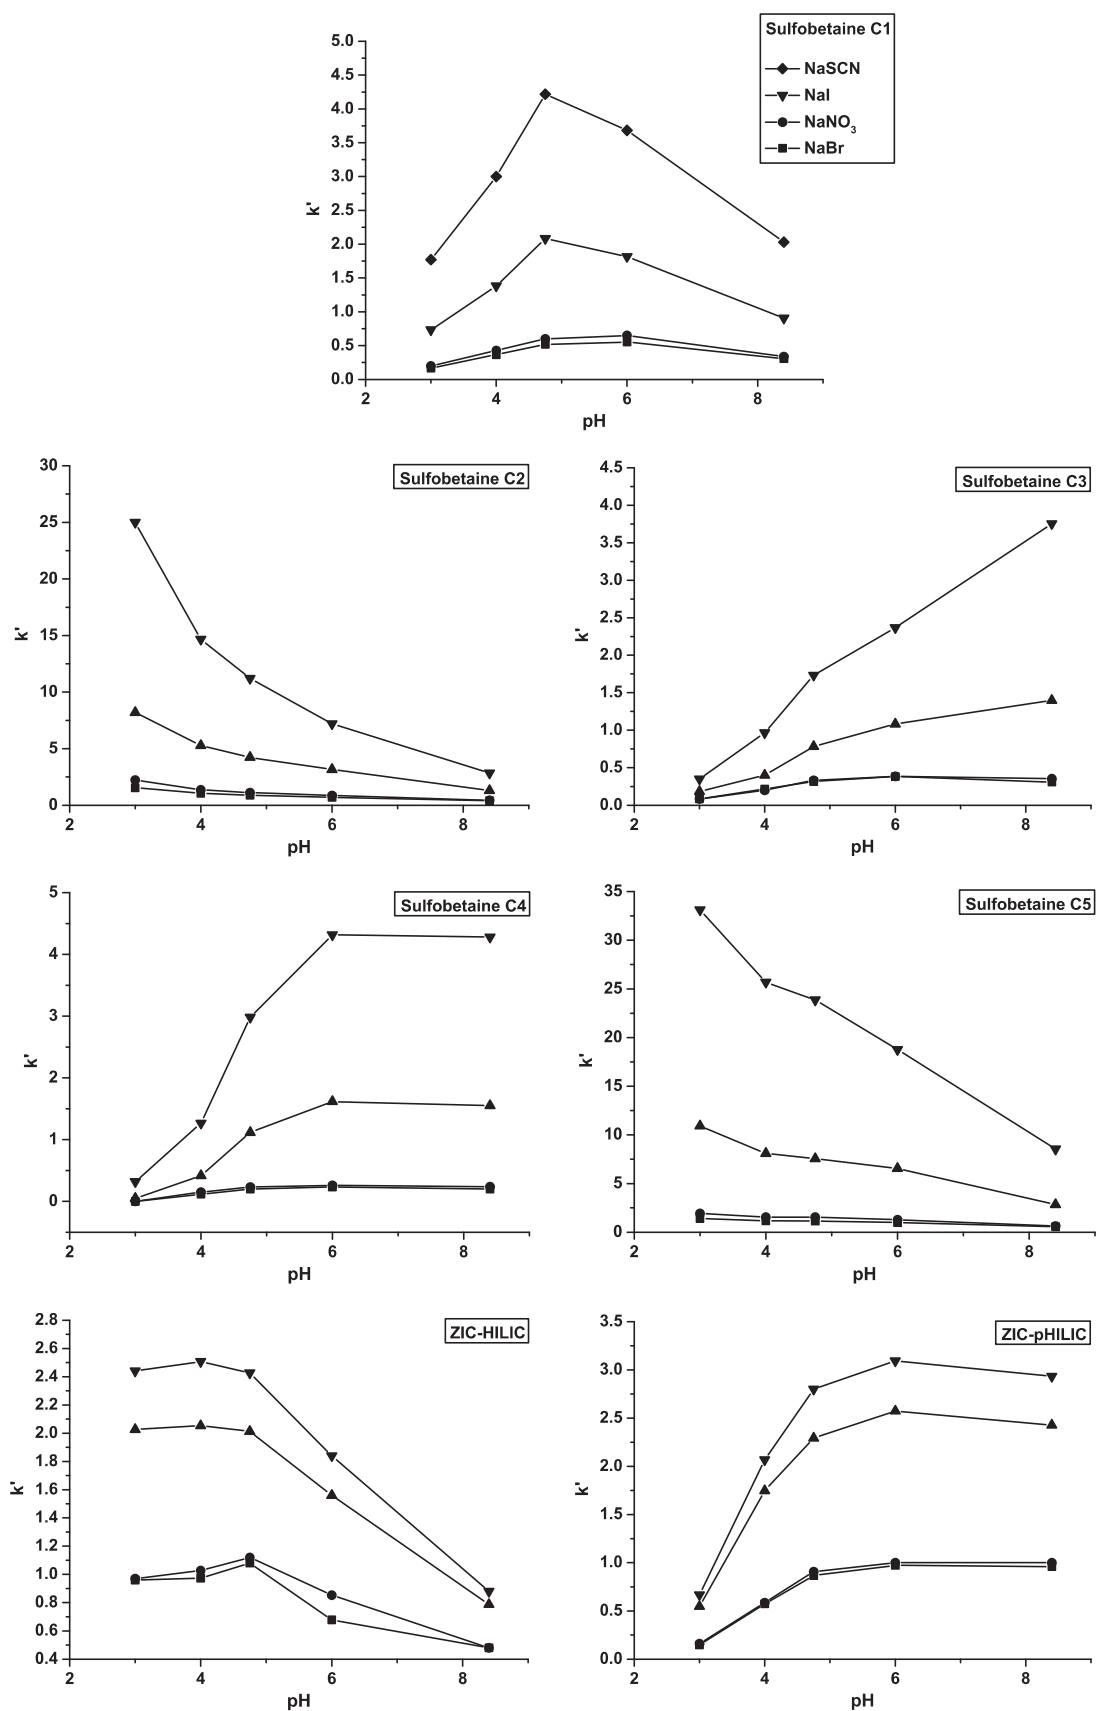 Sulfobetaine C1
NaSCN
NaI
NaNO₃
NaBr
5.0
4.5
4.0
3.5
3.0
2.5
2.0
1.5
1.0
0.5
0.0
k'
2 4 6 8
pH
Sulfobetaine C2
30
25
20
15
10
5
0
k'
2 4 6 8
pH
Sulfobetaine C3
4.5
4.0
3.5
3.0
2.5
2.0
1.5
1.0
0.5
0.0
k'
2 4 6 8
pH
Sulfobetaine C4
5
4
3
2
1
0
k'
2 4 6 8
pH
Sulfobetaine C5
35
30
25
20
15
10
5
0
k'
2 4 6 8
pH
ZIC-HILIC
2.8
2.6
2.4
2.2
2.0
1.8
1.6
1.4
1.2
1.0
0.8
0.6
0.4
k'
2 4 6 8
pH
ZIC-pHILIC
3.5
3.0
2.5
2.0
1.5
1.0
0.5
0.0
k'
2 4 6 8
pH